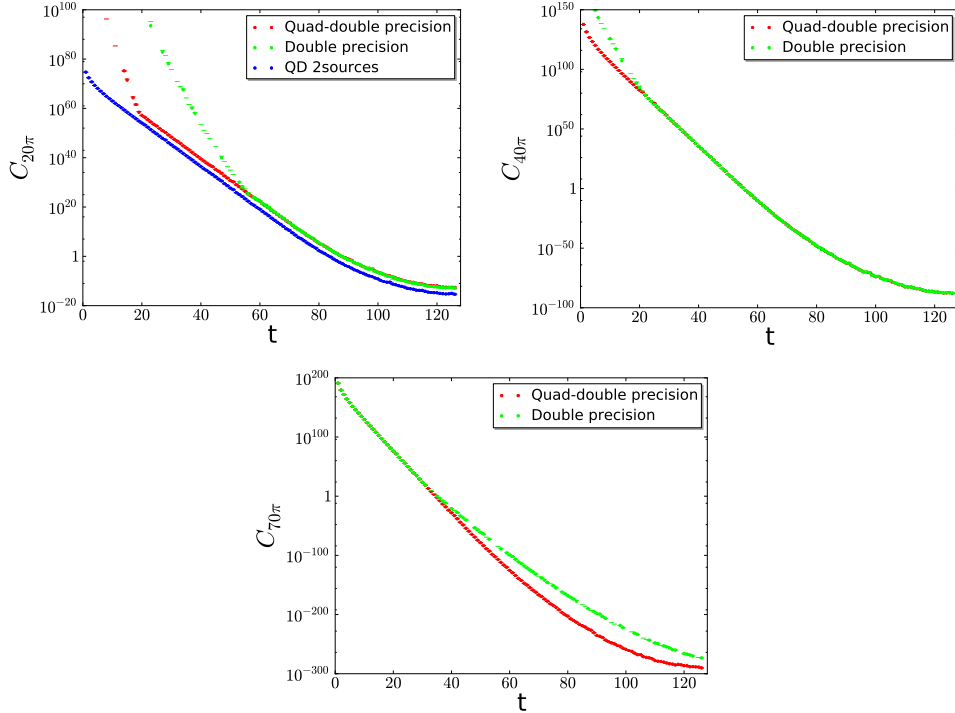 10^100
10^80
10^60
10^40
10^20
1
10^−20
C_20π
0 20 40 60 80 100 120
t
Quad-double precision
Double precision
QD 2sources
10^150
10^100
10^50
1
10^−50
10^−100
C_40π
0 20 40 60 80 100 120
t
Quad-double precision
Double precision
10^200
10^100
1
10^−100
10^−200
10^−300
C_70π
0 20 40 60 80 100 120
t
Quad-double precision
Double precision